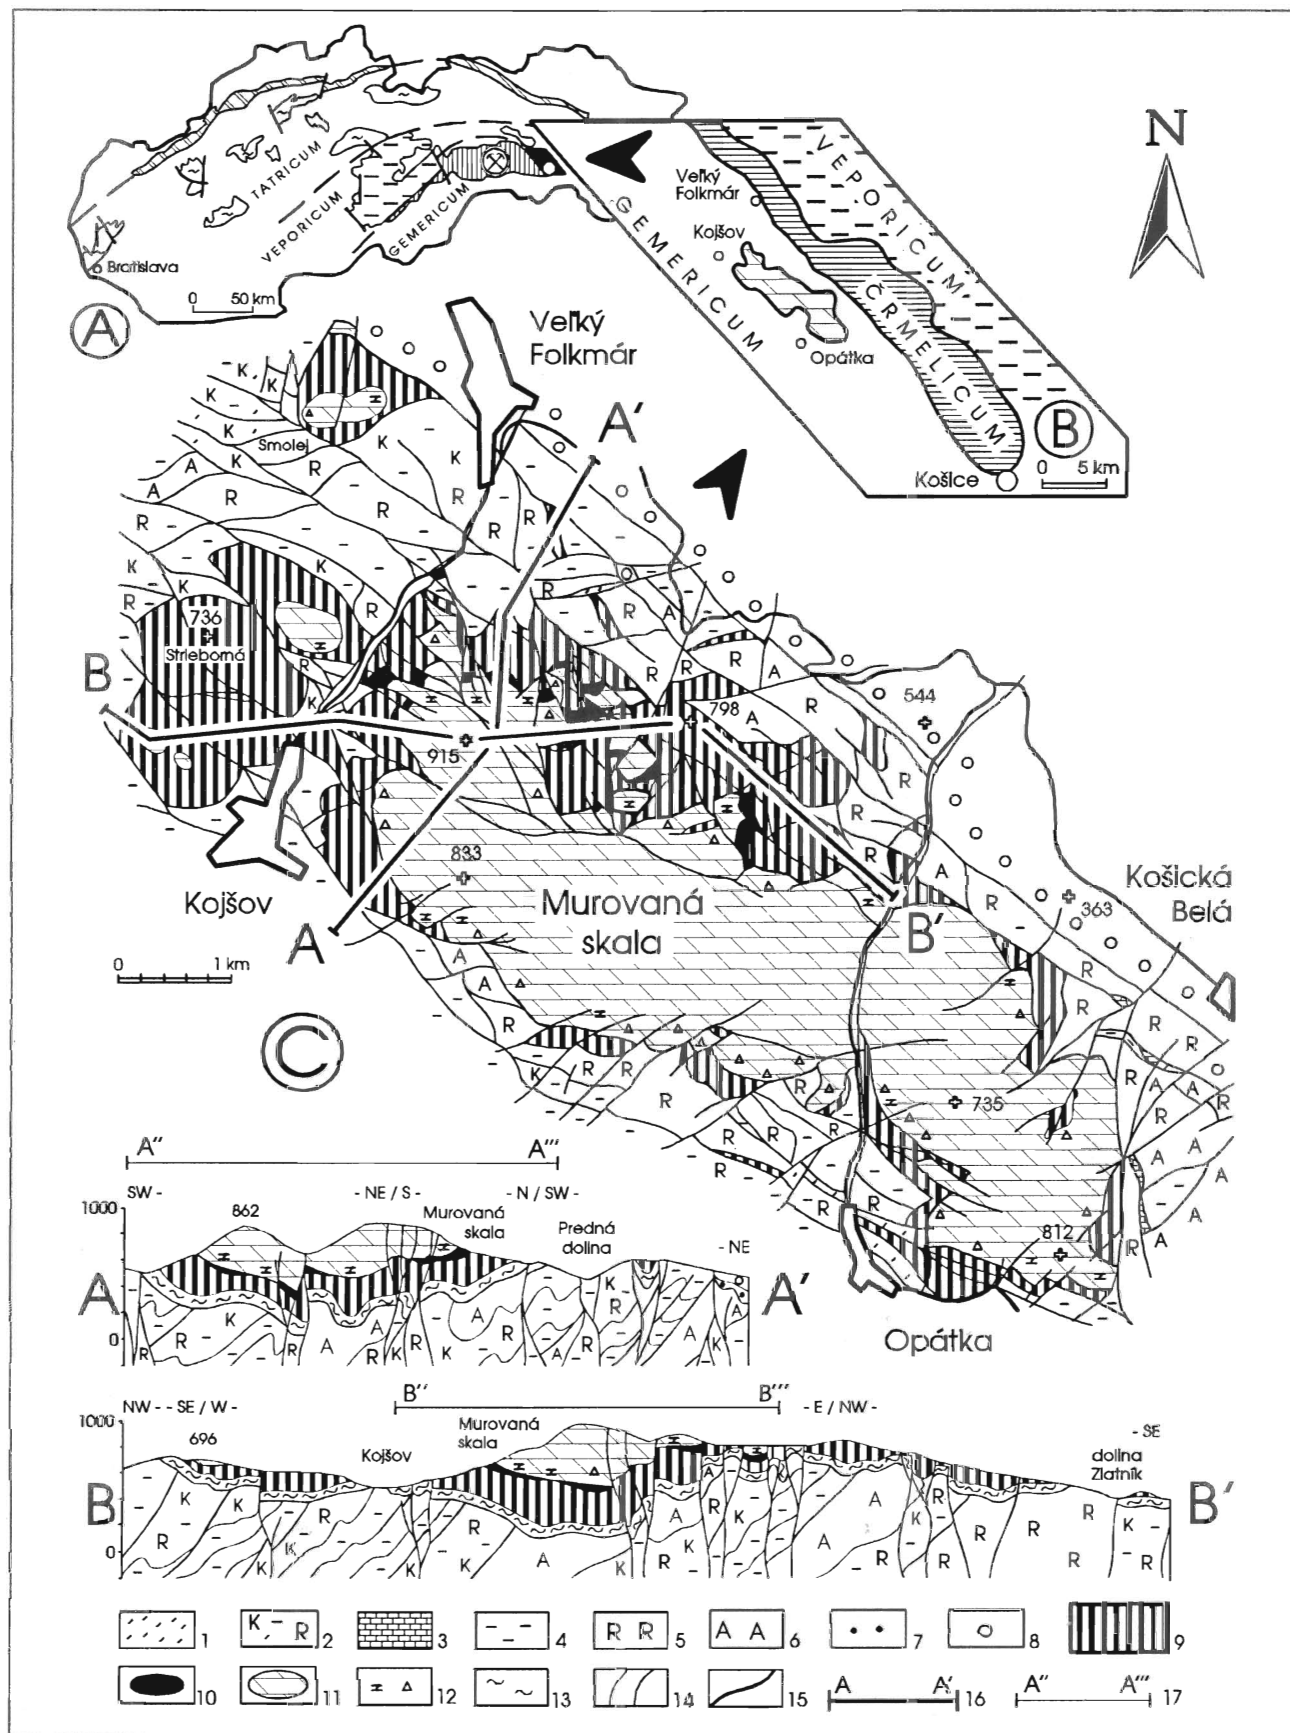 N
TATRICUM
VEPORICUM
GEMERICUM
Bratislava
0 50 km
A
VEPORICUM
GEMERICUM
ČRMELICUM
Veľký
Folkmár
Kojšov
Opátka
Košice
B
0 5 km
Veľký
Folkmár
A'
Smolej
736
Strieborná
B
798
544
915
833
Kojšov
A
Murovaná
skala
B'
363
Košická
Belá
0 1 km
C
735
812
Opátka
A'' A'''
SW -
- NE / S -
- N / SW -
- NE
1000
0
862
Murovaná
skala
Predná
dolina
A A'
B'' B'''
NW - - SE / W -
- E / NW -
- SE
1000
0
696
Kojšov
Murovaná
skala
dolina
Zlatník
B B'
1
K R 2
3
4
R R 5
A A 6
7
8
9
10
11
12
13
14
15
A A' 16
A'' A''' 17